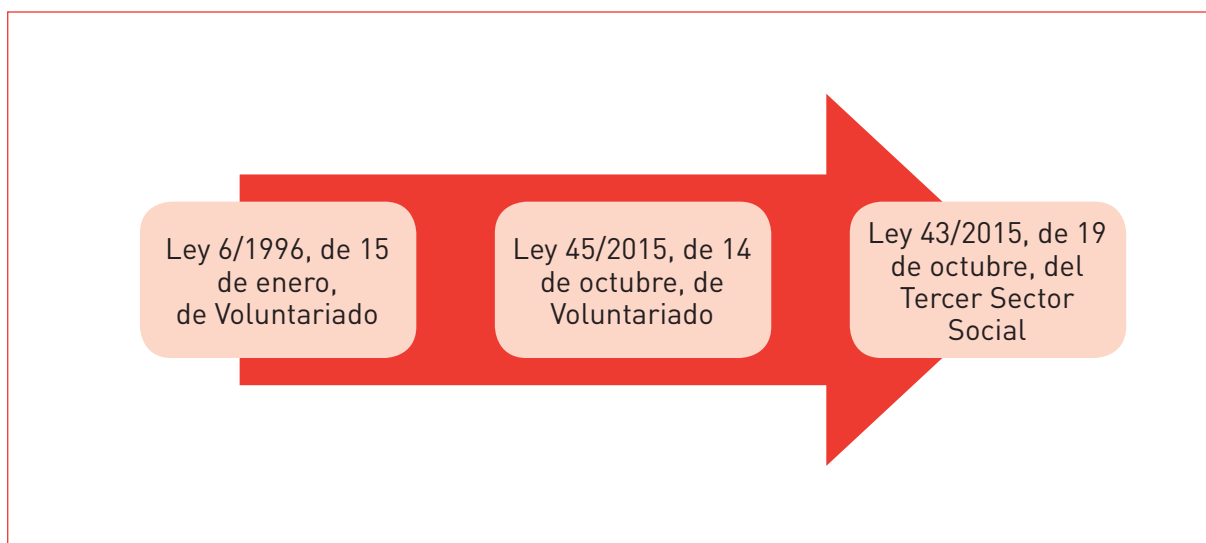 Ley 6/1996, de 15
de enero,
de Voluntariado
Ley 45/2015, de 14
de octubre, de
Voluntariado
Ley 43/2015, de 19
de octubre, del
Tercer Sector
Social